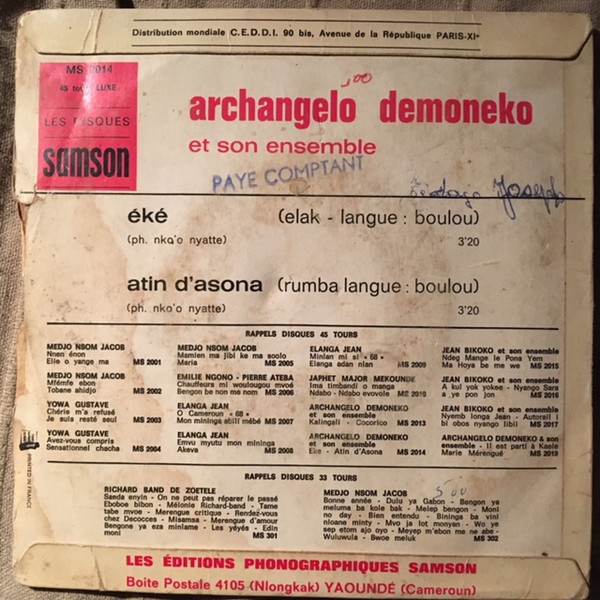 Distribution mondiale C.E.D.D.I. 90 bis, Avenue de la République PARIS-XIe
MS 2014
45 tours LUXE
LES DISQUES
samson
archangelo demoneko
et son ensemble
PAYE COMPTANT
Joseph
éké (elak - langue : boulou)
(ph. nko'o nyatte) 3'20
atin d'asona (rumba langue : boulou)
(ph. nko'o nyatte) 3'20
RAPPELS DISQUES 45 TOURS
MEDJO NSOM JACOB
Nnen énon
Elle o yange ma MS 2001
MEDJO NSOM JACOB
Mfémfe ebon
Tobane ahidjo MS 2002
YOWA GUSTAVE
Chérie m'a refusé
Je suis resté seul MS 2003
YOWA GUSTAVE
Avez-vous compris
Sensationnel chacha MS 2004
MEDJO NSOM JACOB
Mamien ma jibi ke ma soolo
Maria MS 2005
EMILIE NGONO - PIERRE ATEBA
Chauffeurs mi woulougou mvoé
Bengon be non me nom MS 2006
ELANGA JEAN
O Cameroun « 68 »
Mon mininga abili mébé MS 2007
ELANGA JEAN
Emvu myutu mon mininga
Akeva MS 2008
ELANGA JEAN
Minlan mi si « 68 »
Elanga adan nlan MS 2009
JAPHET MAJOR MEKOUNDE
Ima timbandi o manga
Ndabo - Ndabo evovolo MS 2010
ARCHANGELO DEMONEKO
et son ensemble
Kalingali - Cocorico MS 2013
ARCHANGELO DEMONEKO
et son ensemble
Eke - Atin d'Asona MS 2014
JEAN BIKOKO et son ensemble
Ndeg Mange le Pona Yem
Ma Hoya be me we MS 2015
JEAN BIKOKO et son ensemble
A kul yok yokee - Nyango Sara
a ye pon jon MS 2016
JEAN BIKOKO et son ensemble
Nyemb longa Jean - Autorail i
bi obos nyango libii MS 2017
ARCHANGELO DEMONEKO & son
ensemble - Il est parti à Kaele
Marie Mérengué MS 2019
RAPPELS DISQUES 33 TOURS
RICHARD BAND DE ZOETELE
Sanda enyin - On ne peut pas réparer le passé
Eboboe bibon - Mélonie Richard-band - Tame
tabe mvoe - Merengue critique - Rendez-vous
chez Decocces - Misamsa - Merengue d'amour
Bengone ya eza minlame - Les yéyés - Edin
moni MS 301
MEDJO NSOM JACOB
Bonne année - Dulu ya Gabon - Bengon ya
meluma ba kole bak - Melep bengon - Moni
no day - Bien entendu - Bininga ba vini
nloane minty - Mvo ja lot monyan - Wo ye
sep etom ajo oyo - Meyep m'ebon me ne abe -
Wuluwula - Bwoe meluk MS 302
PRINTED IN FRANCE
LES ÉDITIONS PHONOGRAPHIQUES SAMSON
Boite Postale 4105 (Nlongkak) YAOUNDÉ (Cameroun)